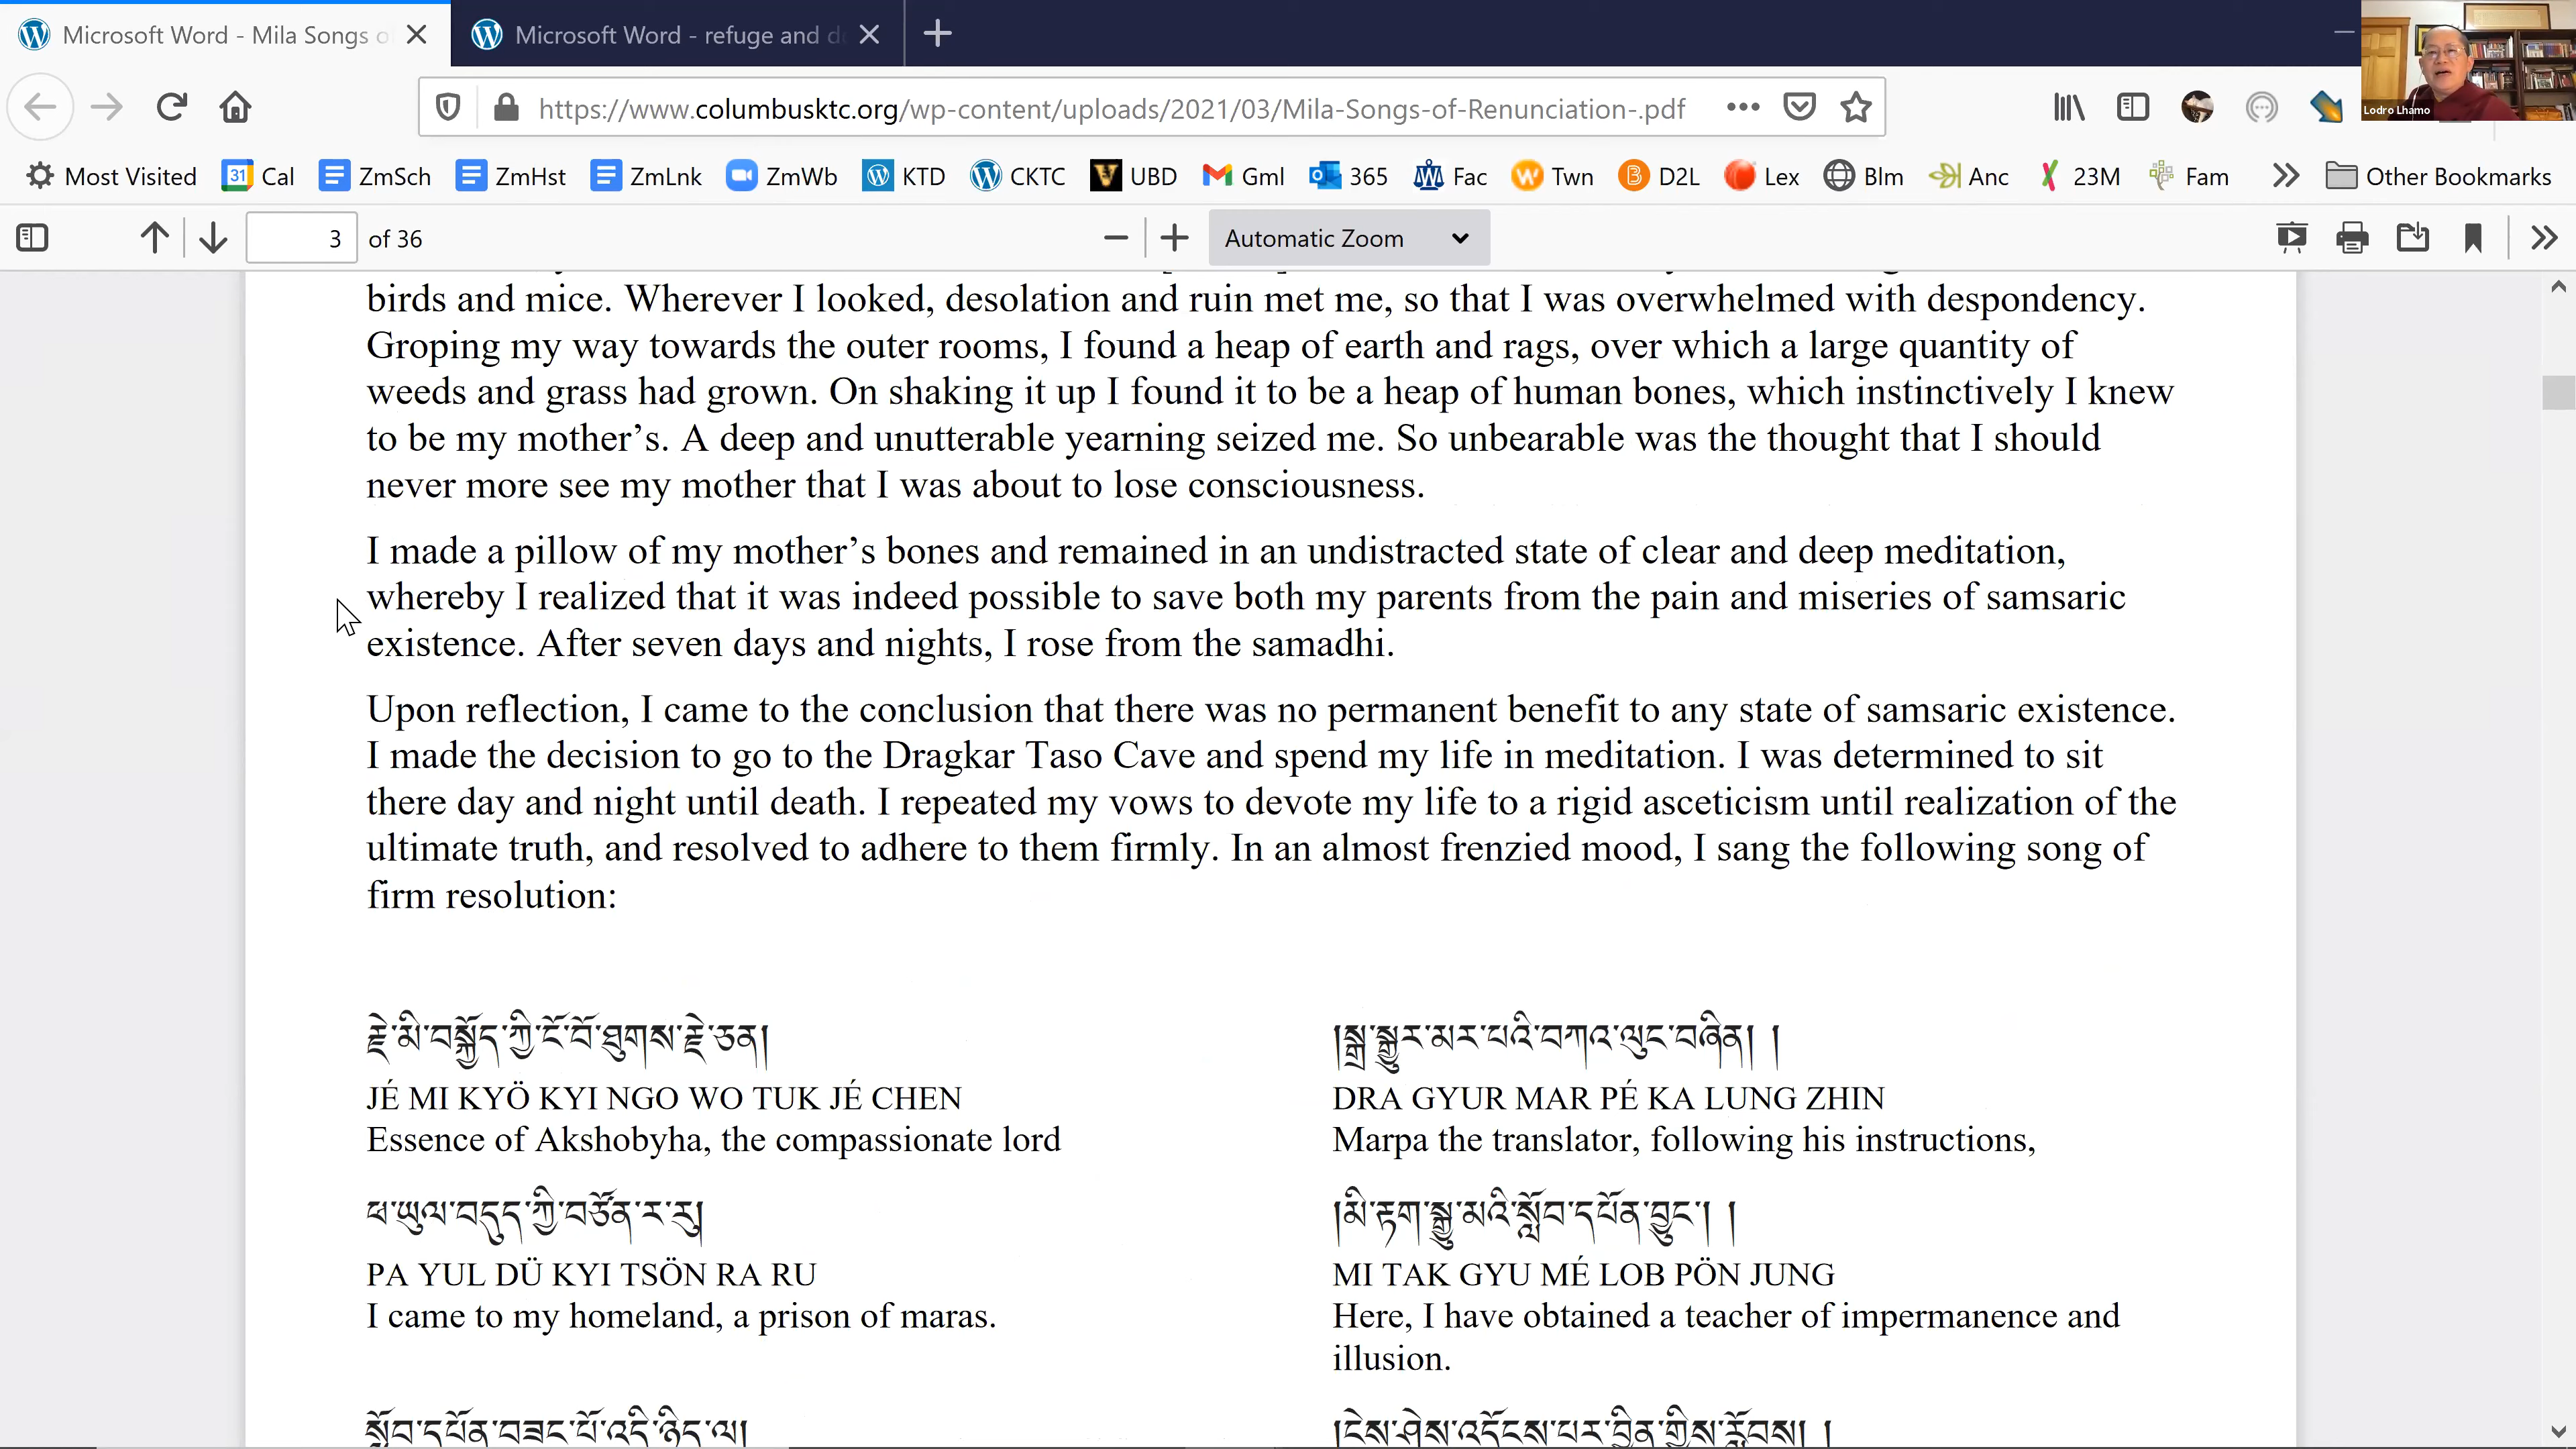 Microsoft Word - Mila Songs o
Microsoft Word - refuge and d
https://www.columbusktc.org/wp-content/uploads/2021/03/Mila-Songs-of-Renunciation-.pdf
Lodro Lhamo
Most Visited
31 Cal
ZmSch
ZmHst
ZmLnk
ZmWb
KTD
CKTC
UBD
Gml
365
Fac
Twn
D2L
Lex
Blm
Anc
23M
Fam
Other Bookmarks
3 of 36
Automatic Zoom
birds and mice. Wherever I looked, desolation and ruin met me, so that I was overwhelmed with despondency.
Groping my way towards the outer rooms, I found a heap of earth and rags, over which a large quantity of
weeds and grass had grown. On shaking it up I found it to be a heap of human bones, which instinctively I knew
to be my mother’s. A deep and unutterable yearning seized me. So unbearable was the thought that I should
never more see my mother that I was about to lose consciousness.
I made a pillow of my mother’s bones and remained in an undistracted state of clear and deep meditation,
whereby I realized that it was indeed possible to save both my parents from the pain and miseries of samsaric
existence. After seven days and nights, I rose from the samadhi.
Upon reflection, I came to the conclusion that there was no permanent benefit to any state of samsaric existence.
I made the decision to go to the Dragkar Taso Cave and spend my life in meditation. I was determined to sit
there day and night until death. I repeated my vows to devote my life to a rigid asceticism until realization of the
ultimate truth, and resolved to adhere to them firmly. In an almost frenzied mood, I sang the following song of
firm resolution:
རྗེ་མི་བསྐྱོད་ཀྱི་ངོ་བོ་ཐུགས་རྗེ་ཅན།
JÉ MI KYÖ KYI NGO WO TUK JÉ CHEN
Essence of Akshobyha, the compassionate lord
།སྒྲ་སྒྱུར་མར་པའི་བཀའ་ལུང་བཞིན། །
DRA GYUR MAR PÉ KA LUNG ZHIN
Marpa the translator, following his instructions,
ཕ་ཡུལ་བདུད་ཀྱི་བཙོན་ར་རུ།
PA YUL DÜ KYI TSÖN RA RU
I came to my homeland, a prison of maras.
།མི་རྟག་སྒྱུ་མའི་སློབ་དཔོན་བྱུང་། །
MI TAK GYU MÉ LOB PÖN JUNG
Here, I have obtained a teacher of impermanence and
illusion.
སློབ་དཔོན་བཟང་པོ་འདི་ཉིད་ལ།
།ངེས་ཤེས་འདོངས་པར་བྱིན་གྱིས་རློབས། །